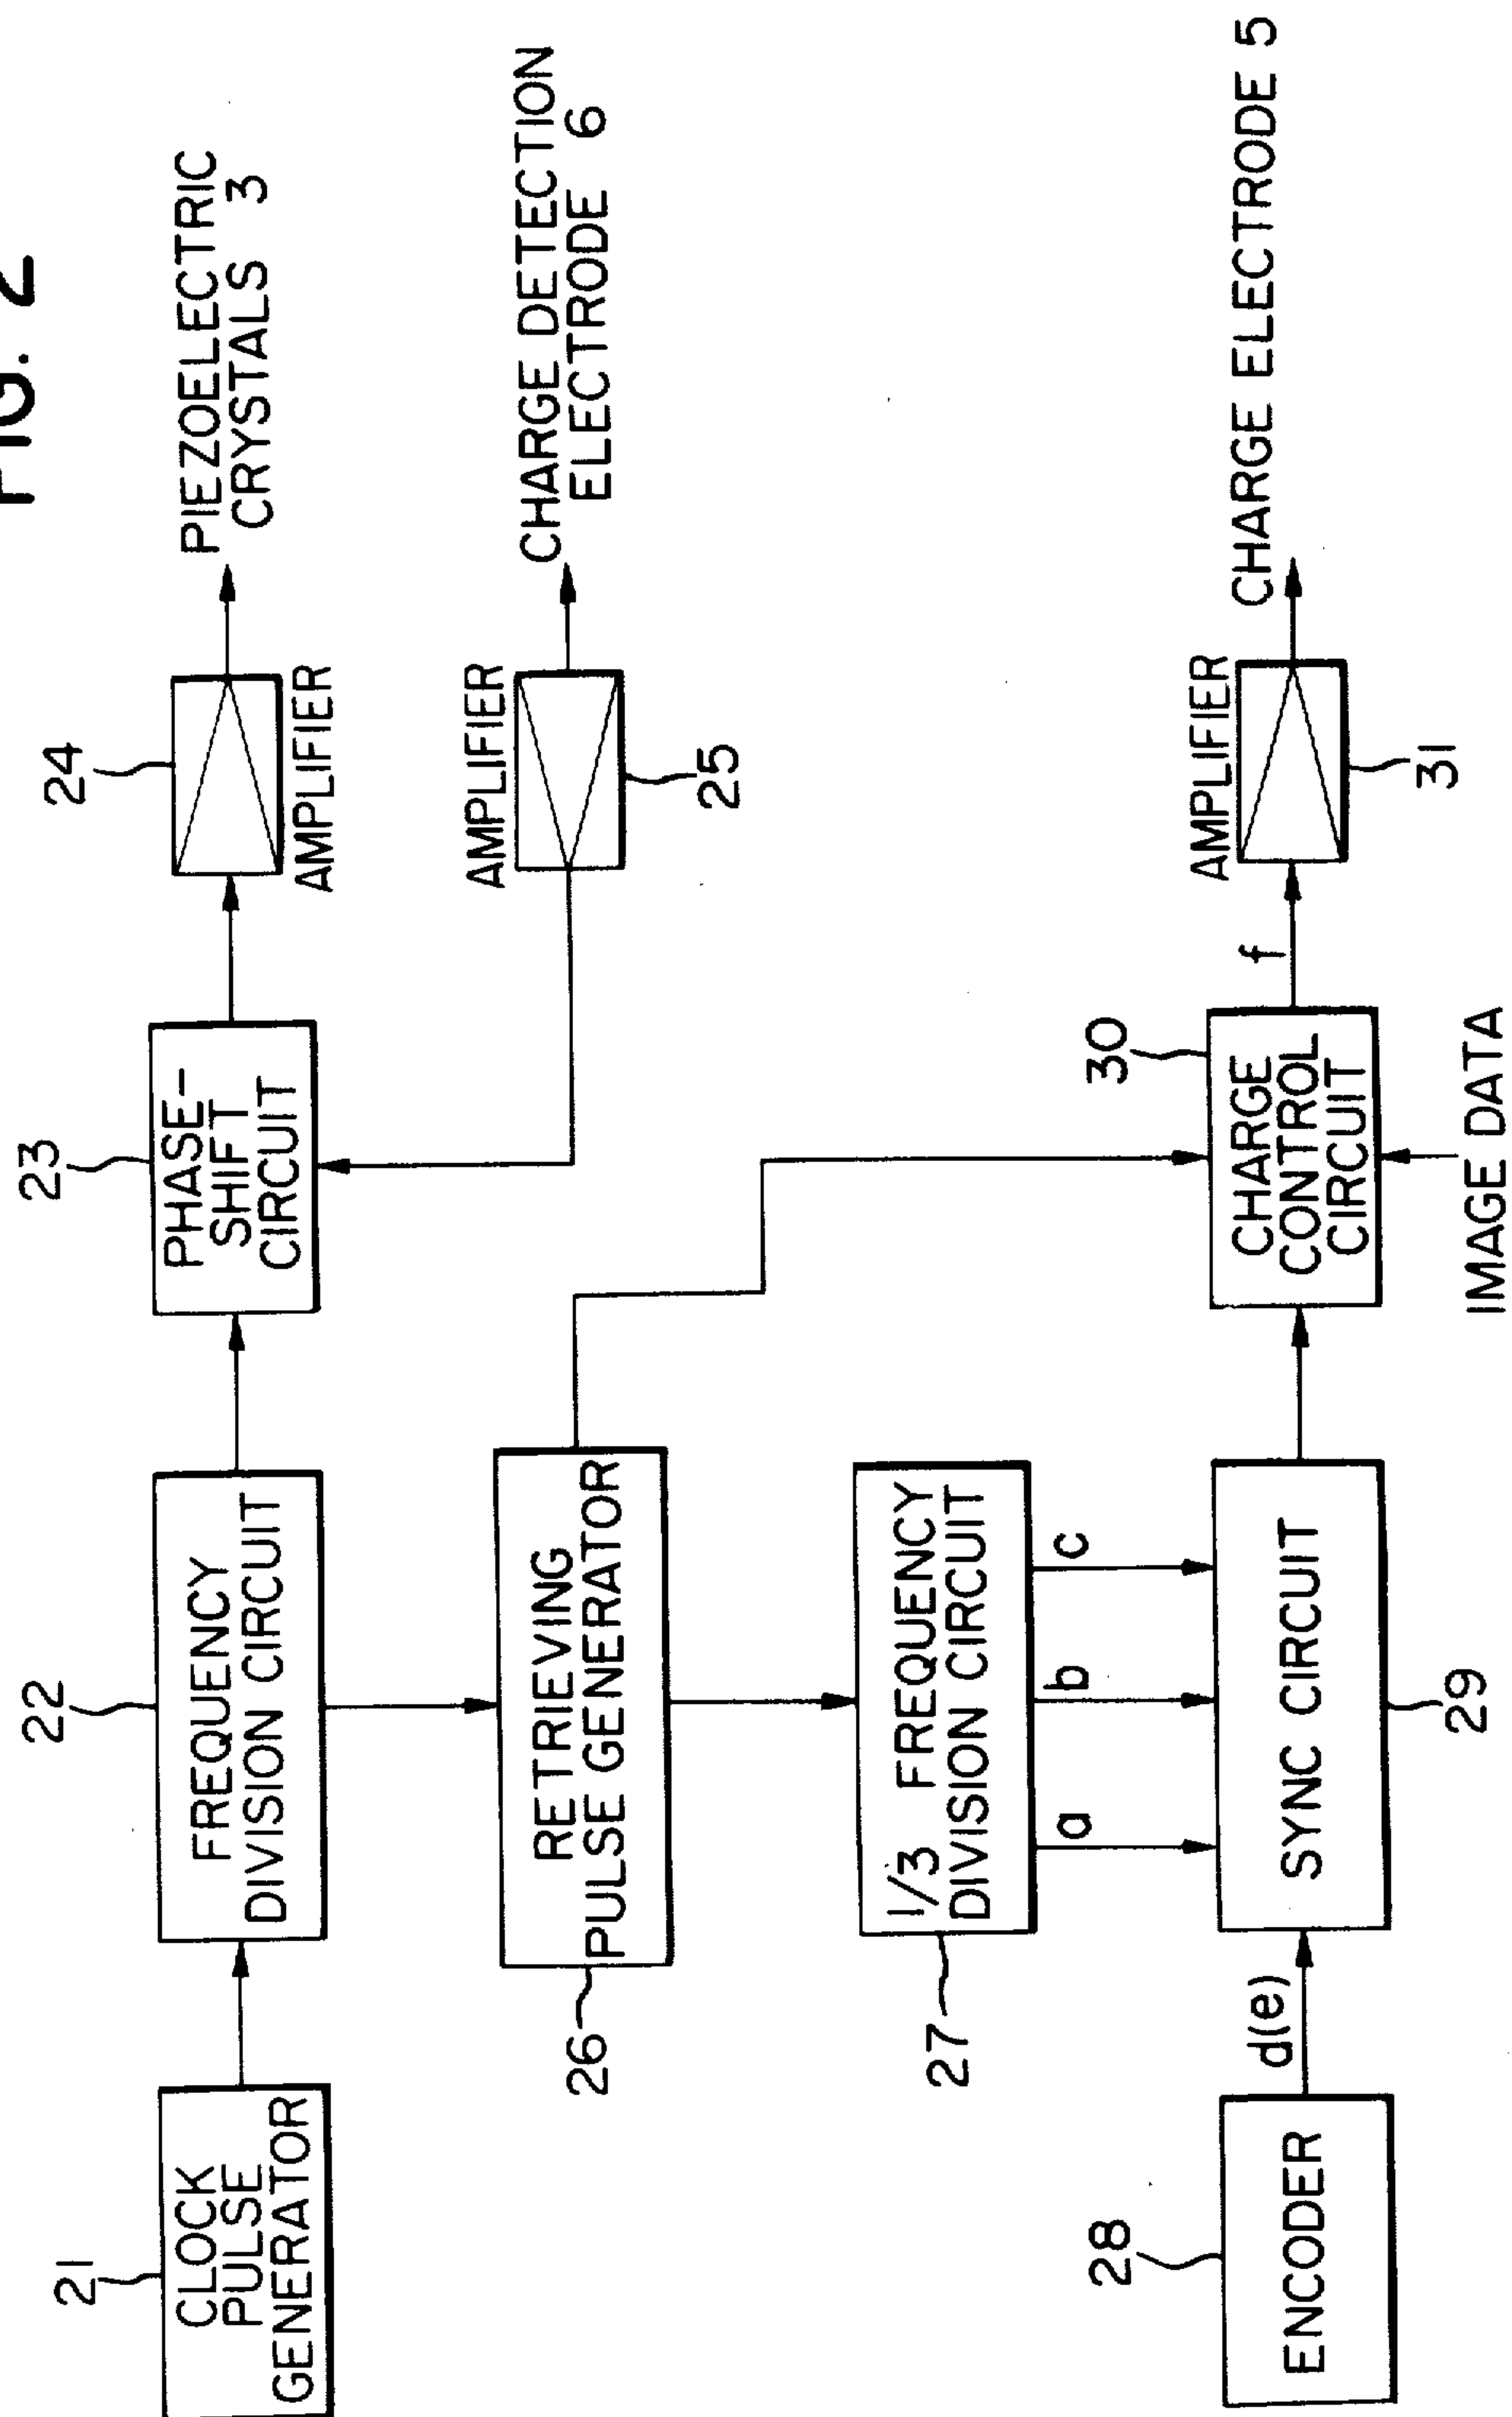 FIG. 2
21
CLOCK
PULSE
GENERATOR
22
FREQUENCY
DIVISION CIRCUIT
23
PHASE-
SHIFT
CIRCUIT
24
AMPLIFIER
PIEZOELECTRIC
CRYSTALS 3
26
RETRIEVING
PULSE GENERATOR
AMPLIFIER
25
CHARGE DETECTION
ELECTRODE 6
27
1/3 FREQUENCY
DIVISION CIRCUIT
a
b
c
28
ENCODER
d(e)
SYNC CIRCUIT
29
30
CHARGE
CONTROL
CIRCUIT
IMAGE DATA
f
AMPLIFIER
31
CHARGE ELECTRODE 5